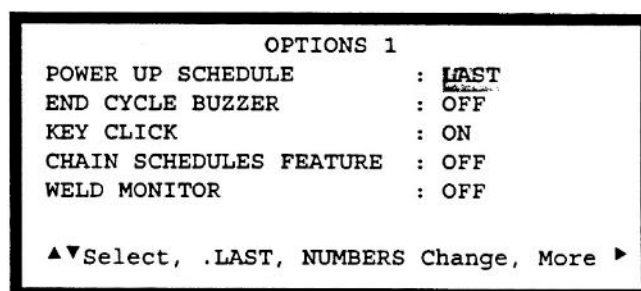 OPTIONS 1
POWER UP SCHEDULE : LAST
END CYCLE BUZZER : OFF
KEY CLICK : ON
CHAIN SCHEDULES FEATURE : OFF
WELD MONITOR : OFF
▲▼Select, .LAST, NUMBERS Change, More ▶